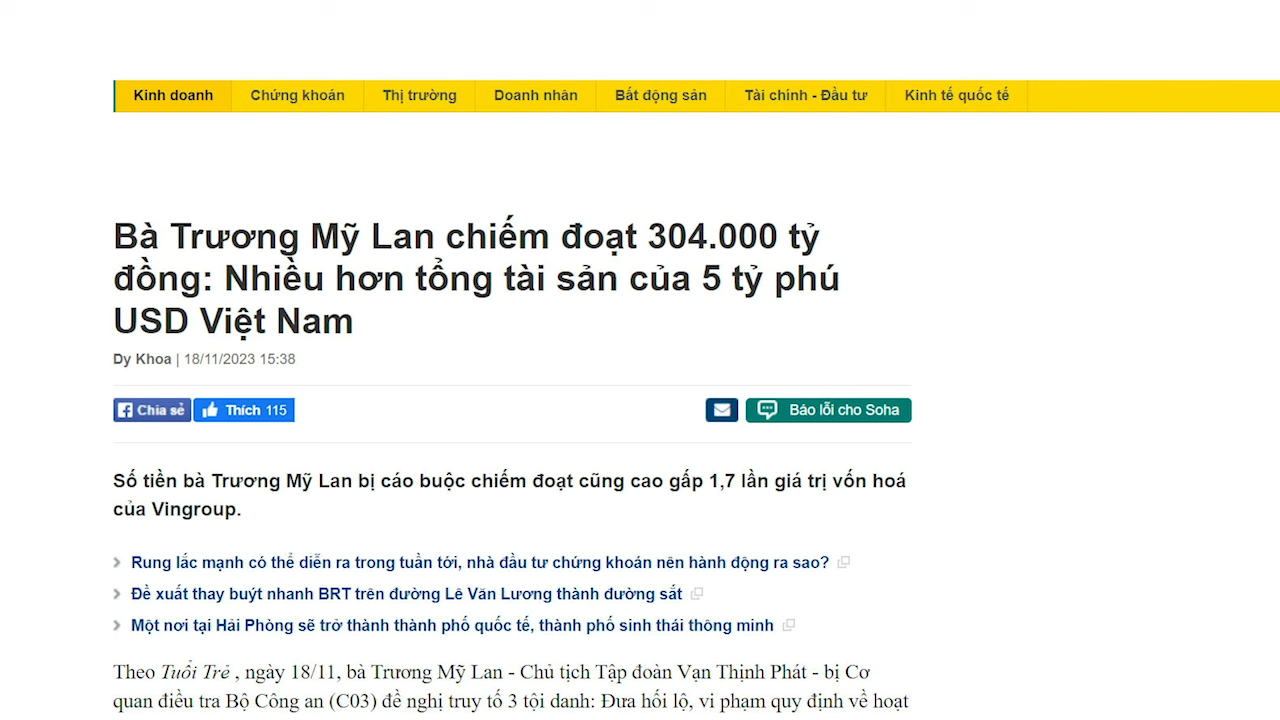 Kinh doanh Chứng khoán Thị trường Doanh nhân Bất động sản Tài chính - Đầu tư Kinh tế quốc tế
Bà Trương Mỹ Lan chiếm đoạt 304.000 tỷ
đồng: Nhiều hơn tổng tài sản của 5 tỷ phú
USD Việt Nam
Dy Khoa | 18/11/2023 15:38
Chia sẻ Thích 115 Báo lỗi cho Soha
Số tiền bà Trương Mỹ Lan bị cáo buộc chiếm đoạt cũng cao gấp 1,7 lần giá trị vốn hoá
của Vingroup.
Rung lắc mạnh có thể diễn ra trong tuần tới, nhà đầu tư chứng khoán nên hành động ra sao?
Đề xuất thay buýt nhanh BRT trên đường Lê Văn Lương thành đường sắt
Một nơi tại Hải Phòng sẽ trở thành thành phố quốc tế, thành phố sinh thái thông minh
Theo Tuổi Trẻ , ngày 18/11, bà Trương Mỹ Lan - Chủ tịch Tập đoàn Vạn Thịnh Phát - bị Cơ
quan điều tra Bộ Công an (C03) đề nghị truy tố 3 tội danh: Đưa hối lộ, vi phạm quy định về hoạt